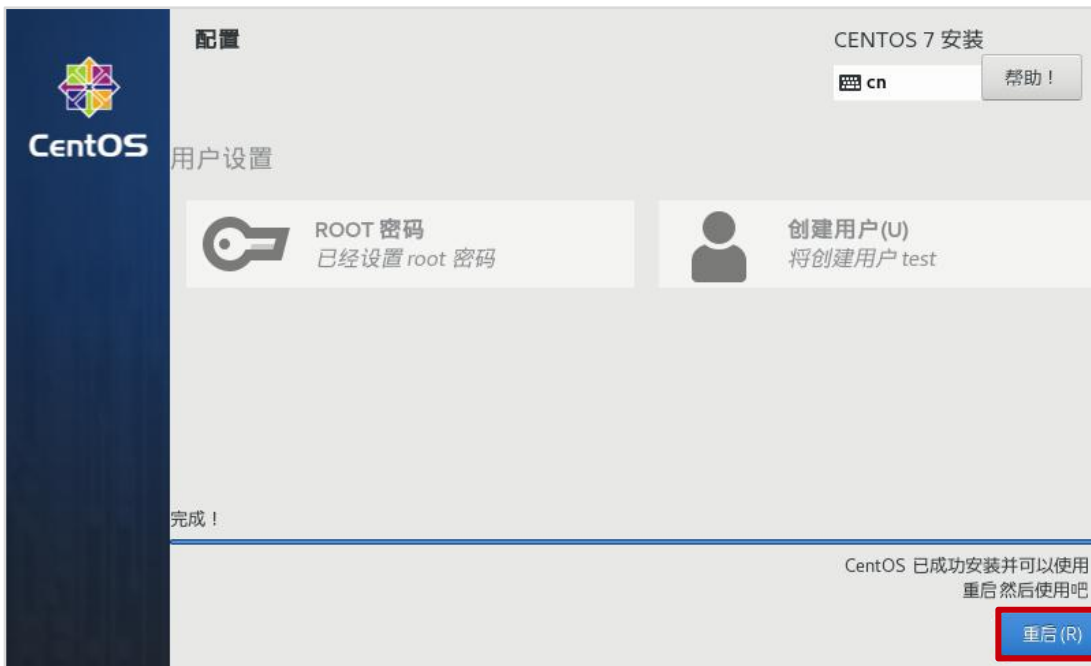 配置
CENTOS 7 安装
cn
帮助！
CentOS
用户设置
ROOT 密码
已经设置 root 密码
创建用户(U)
将创建用户 test
完成！
CentOS 已成功安装并可以使用
重启然后使用吧
重启(R)